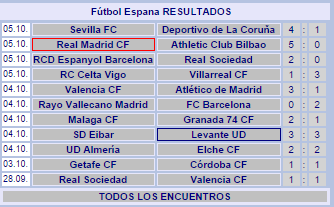 Fútbol Espana RESULTADOS
05.10. Sevilla FC Deportivo de La Coruña 4 : 1
05.10. Real Madrid CF Athletic Club Bilbao 5 : 0
05.10. RCD Espanyol Barcelona Real Sociedad 2 : 0
05.10. RC Celta Vigo Villarreal CF 1 : 3
04.10. Valencia CF Atlético de Madrid 3 : 1
04.10. Rayo Vallecano Madrid FC Barcelona 0 : 2
04.10. Malaga CF Granada 74 CF 2 : 1
04.10. SD Eibar Levante UD 3 : 3
04.10. UD Almería Elche CF 2 : 2
03.10. Getafe CF Córdoba CF 1 : 1
28.09. Real Sociedad Valencia CF 1 : 1
TODOS LOS ENCUENTROS